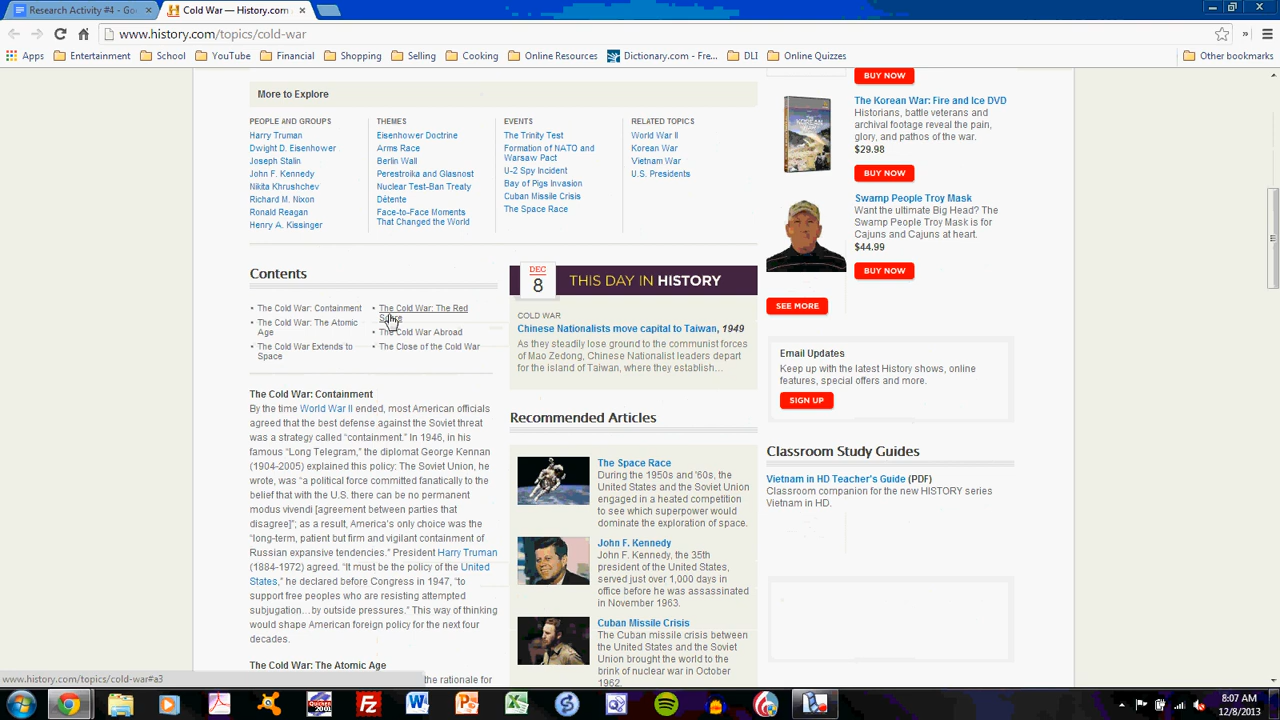 Research Activity #4 - Goo
Cold War — History.com A
www.history.com/topics/cold-war
Apps Entertainment School YouTube Financial Shopping Selling Cooking Online Resources Dictionary.com - Fre... DLI Online Quizzes Other bookmarks
More to Explore
PEOPLE AND GROUPS
Harry Truman
Dwight D. Eisenhower
Joseph Stalin
John F. Kennedy
Nikita Khrushchev
Richard M. Nixon
Ronald Reagan
Henry A. Kissinger
THEMES
Eisenhower Doctrine
Arms Race
Berlin Wall
Perestroika and Glasnost
Nuclear Test-Ban Treaty
Détente
Face-to-Face Moments
That Changed the World
EVENTS
The Trinity Test
Formation of NATO and
Warsaw Pact
U-2 Spy Incident
Bay of Pigs Invasion
Cuban Missile Crisis
The Space Race
RELATED TOPICS
World War II
Korean War
Vietnam War
U.S. Presidents
Contents
The Cold War: Containment
The Cold War: The Atomic
Age
The Cold War Extends to
Space
The Cold War: The Red
The Cold War Abroad
The Close of the Cold War
The Cold War: Containment
By the time World War II ended, most American officials
agreed that the best defense against the Soviet threat
was a strategy called "containment." In 1946, in his
famous "Long Telegram," the diplomat George Kennan
(1904-2005) explained this policy: The Soviet Union, he
wrote, was "a political force committed fanatically to the
belief that with the U.S. there can be no permanent
modus vivendi [agreement between parties that
disagree]"; as a result, America's only choice was the
"long-term, patient but firm and vigilant containment of
Russian expansive tendencies." President Harry Truman
(1884-1972) agreed. "It must be the policy of the United
States," he declared before Congress in 1947, "to
support free peoples who are resisting attempted
subjugation…by outside pressures." This way of thinking
would shape American foreign policy for the next four
decades.
The Cold War: The Atomic Age
the rationale for
DEC
8
THIS DAY IN HISTORY
COLD WAR
Chinese Nationalists move capital to Taiwan, 1949
As they steadily lose ground to the communist forces
of Mao Zedong, Chinese Nationalist leaders depart
for the island of Taiwan, where they establish…
Recommended Articles
The Space Race
During the 1950s and '60s, the
United States and the Soviet Union
engaged in a heated competition
to see which superpower would
dominate the exploration of space.
John F. Kennedy
John F. Kennedy, the 35th
president of the United States,
served just over 1,000 days in
office before he was assassinated
in November 1963.
Cuban Missile Crisis
The Cuban missile crisis between
the United States and the Soviet
Union brought the world to the
brink of nuclear war in October
1962.
BUY NOW
The Korean War: Fire and Ice DVD
Historians, battle veterans and
archival footage reveal the pain,
glory, and pathos of the war.
$29.98
BUY NOW
Swamp People Troy Mask
Want the ultimate Big Head? The
Swamp People Troy Mask is for
Cajuns and Cajuns at heart.
$44.99
BUY NOW
SEE MORE
Email Updates
Keep up with the latest History shows, online
features, special offers and more.
SIGN UP
Classroom Study Guides
Vietnam in HD Teacher's Guide (PDF)
Classroom companion for the new HISTORY series
Vietnam in HD.
www.history.com/topics/cold-war#a3
8:07 AM
12/8/2013